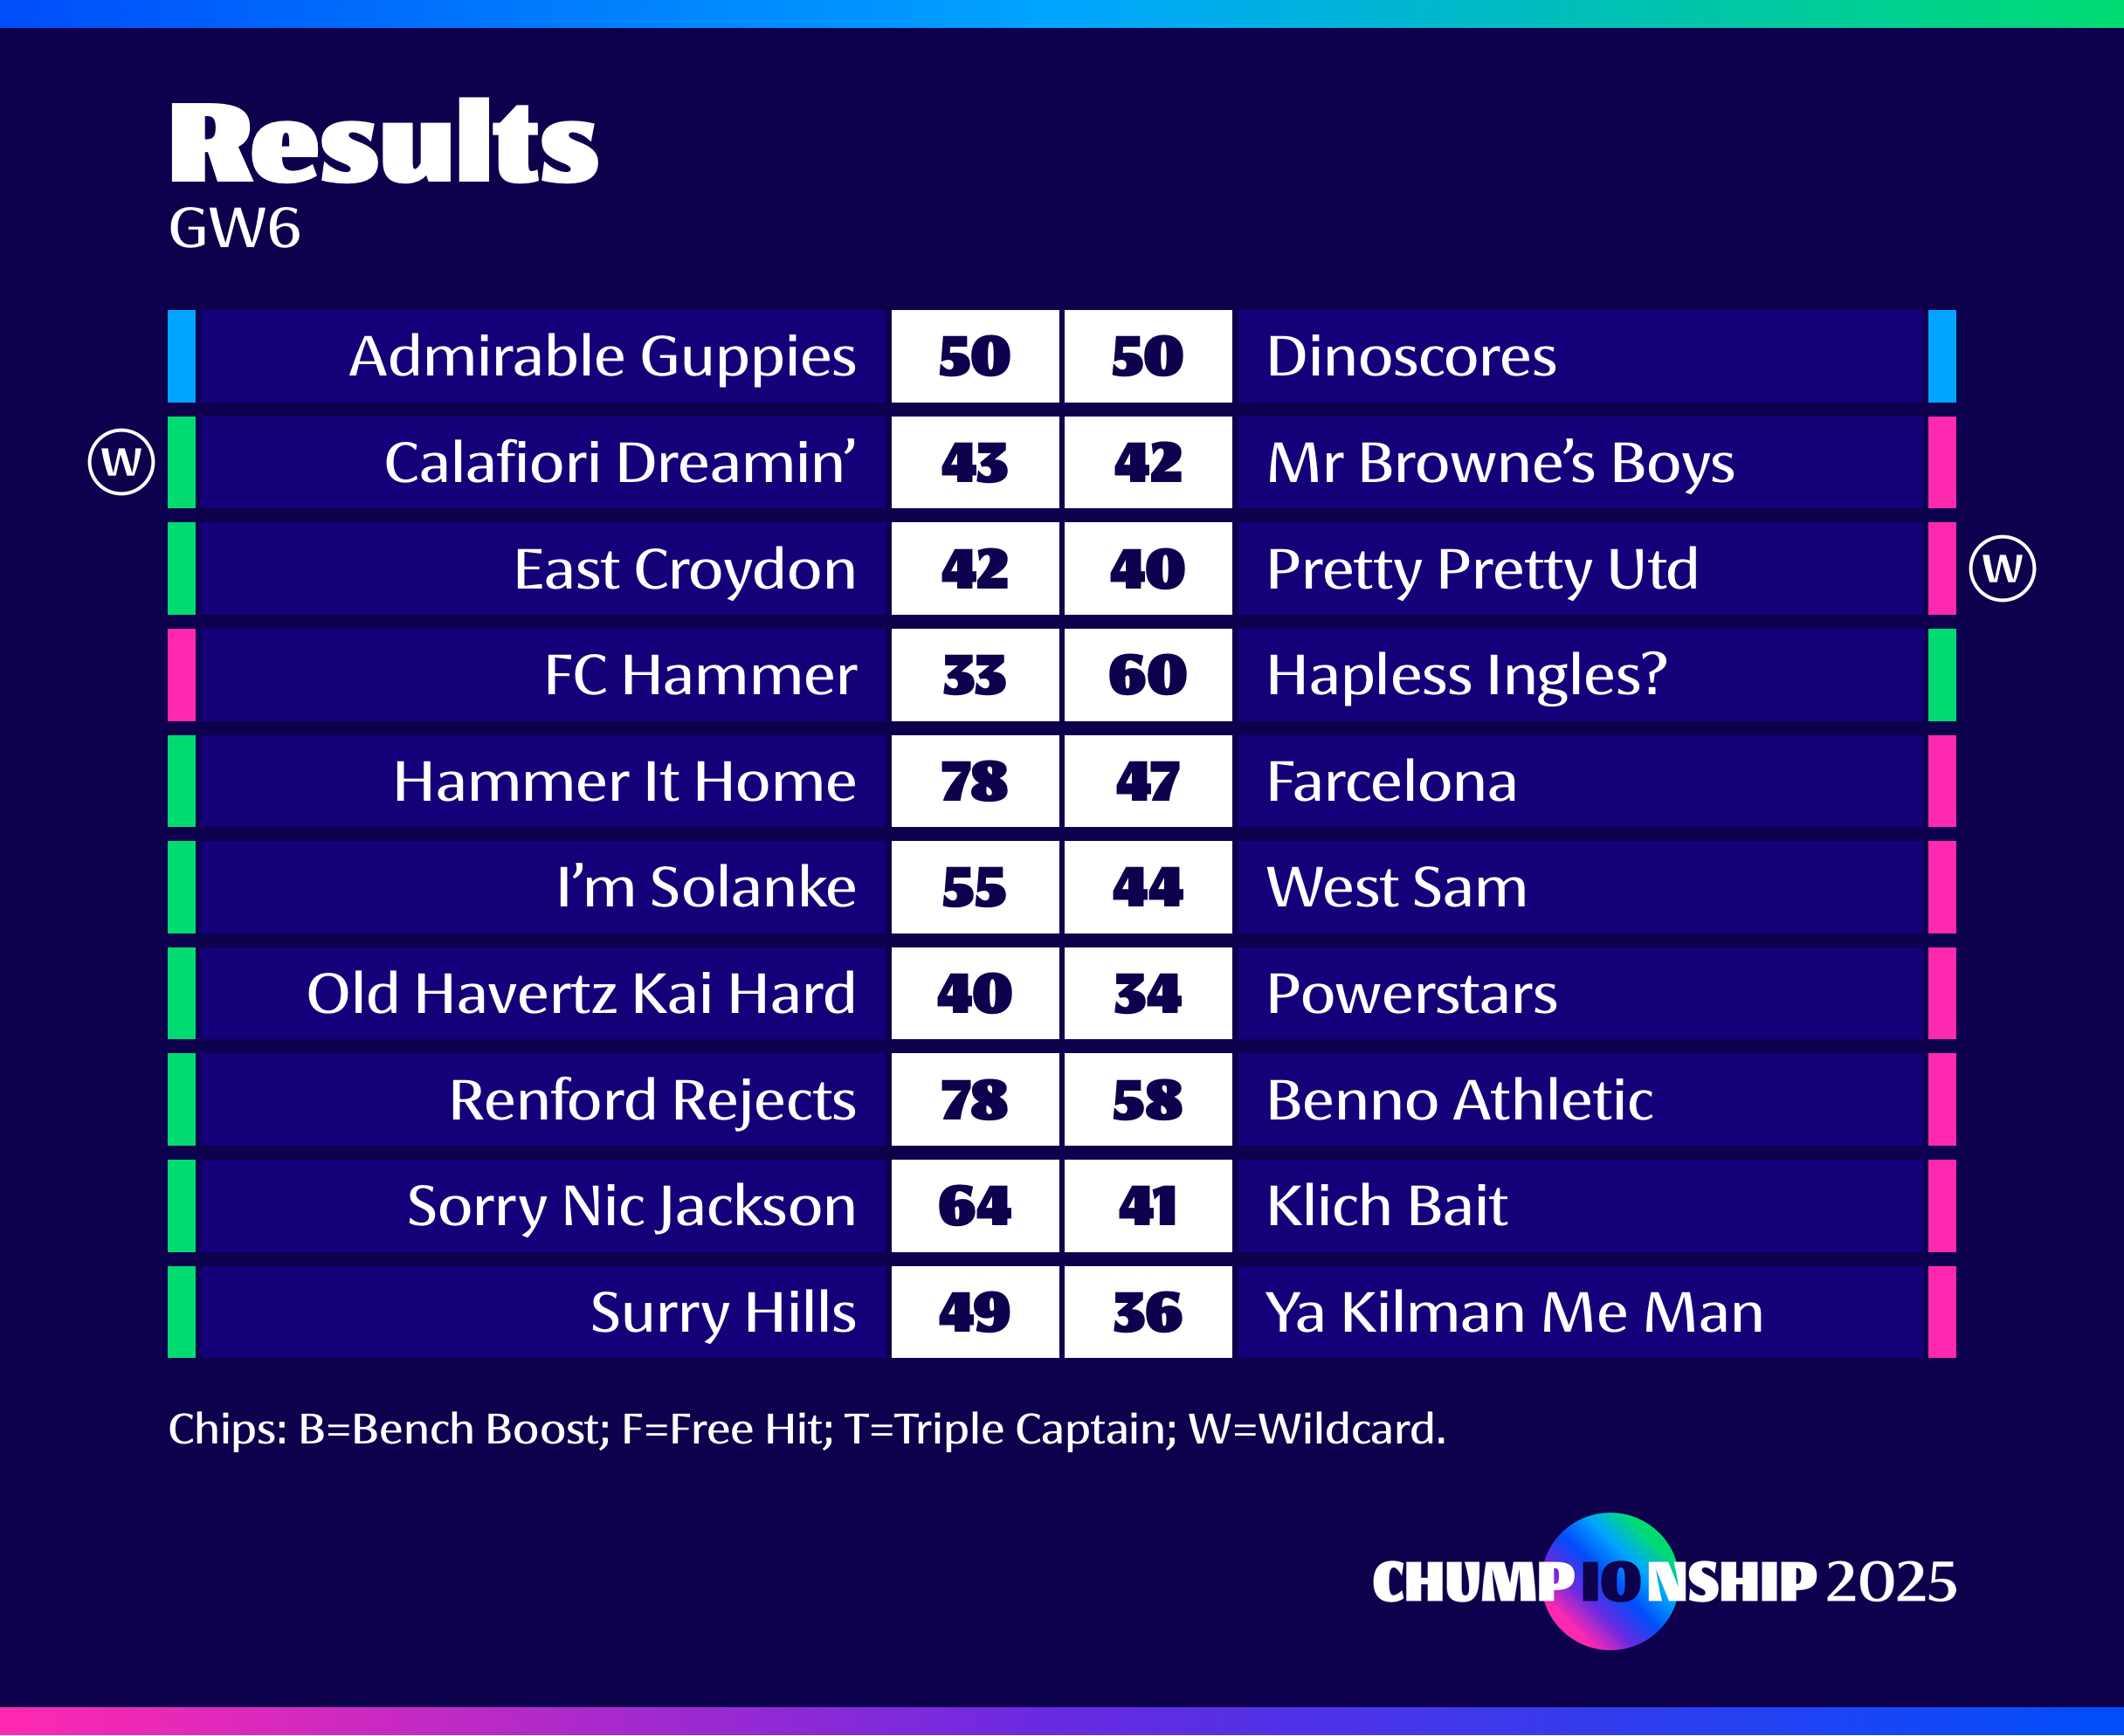 Results
GW6
Admirable Guppies 50 50 Dinoscores
W Calafiori Dreamin’ 43 42 Mr Browne’s Boys
East Croydon 42 40 Pretty Pretty Utd W
FC Hammer 33 60 Hapless Ingles?
Hammer It Home 78 47 Farcelona
I’m Solanke 55 44 West Sam
Old Havertz Kai Hard 40 34 Powerstars
Renford Rejects 78 58 Benno Athletic
Sorry Nic Jackson 64 41 Klich Bait
Surry Hills 49 36 Ya Kilman Me Man
Chips: B=Bench Boost; F=Free Hit; T=Triple Captain; W=Wildcard.
CHUMPIONSHIP 2025